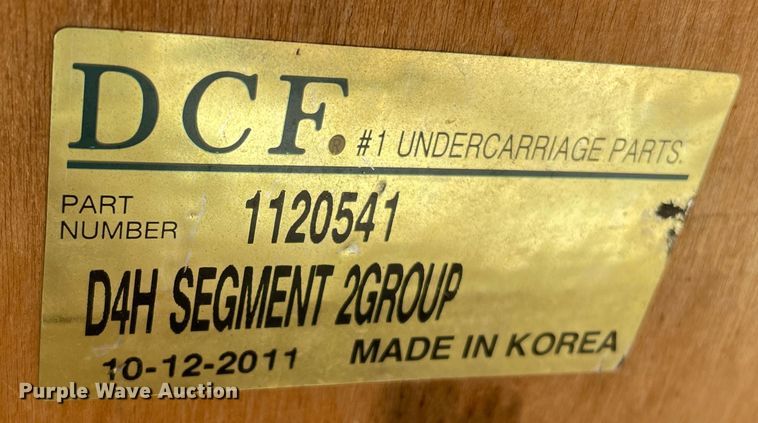 DCF.
#1 UNDERCARRIAGE PARTS.
PART
NUMBER
1120541
D4H SEGMENT 2GROUP
10-12-2011 MADE IN KOREA
Purple Wave Auction